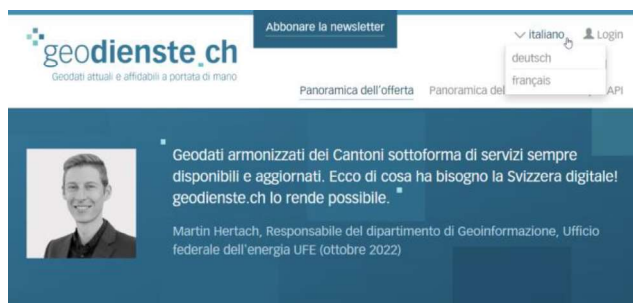 Abbonare la newsletter
italiano
Login
geodienste.ch
deutsch
Geodati attuali e affidabili a portata di mano
français
Panoramica dell'offerta
Panoramica del
API
Geodati armonizzati dei Cantoni sottoforma di servizi sempre
disponibili e aggiornati. Ecco di cosa ha bisogno la Svizzera digitale!
geodienste.ch lo rende possibile.
Martin Hertach, Responsabile del dipartimento di Geoinformazione, Ufficio
federale dell'energia UFE (ottobre 2022)